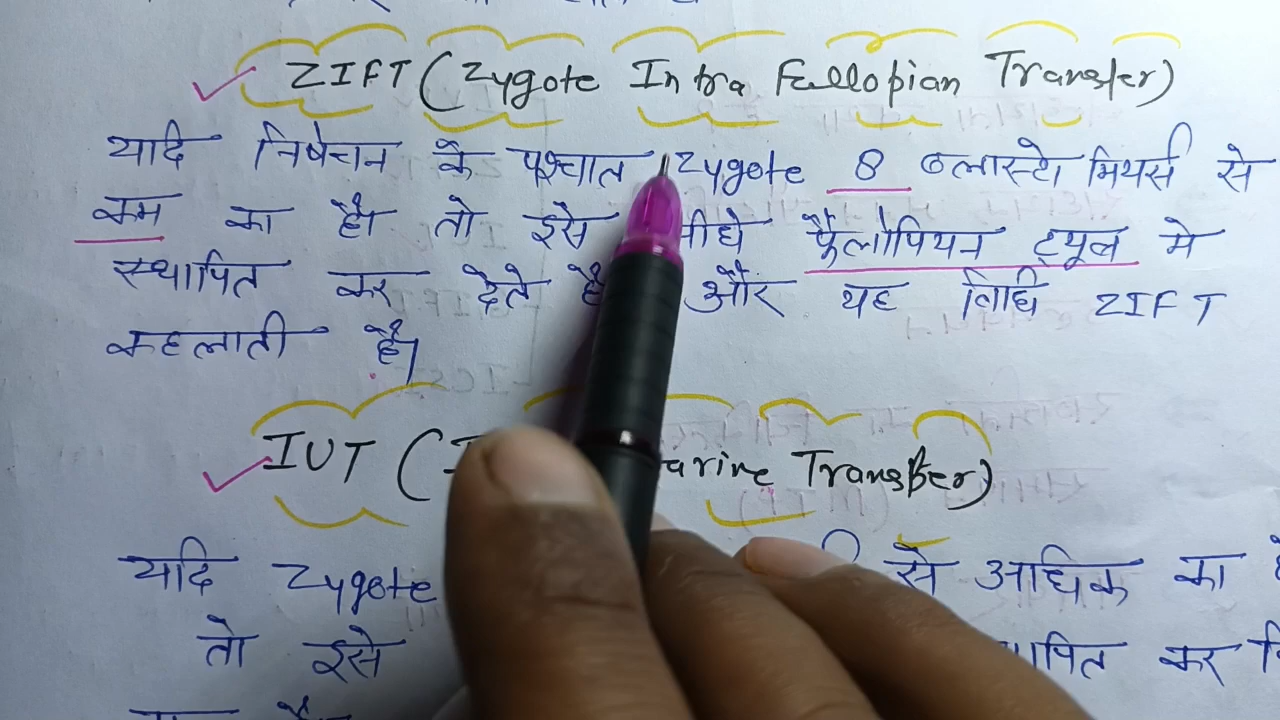 ZIFT (Zygote Intra Fallopian Transfer)
यदि निषेचन के पश्चात Zygote 8 ब्लास्टोमियर्स से
कम का है। तो इसे सीधे फैलोपियन ट्यूब मे
स्थापित कर देते है और यह विधि ZIFT
कहलाती है।
IUT ( Transfer)
यदि Zygote से अधिक का
तो इसे कर